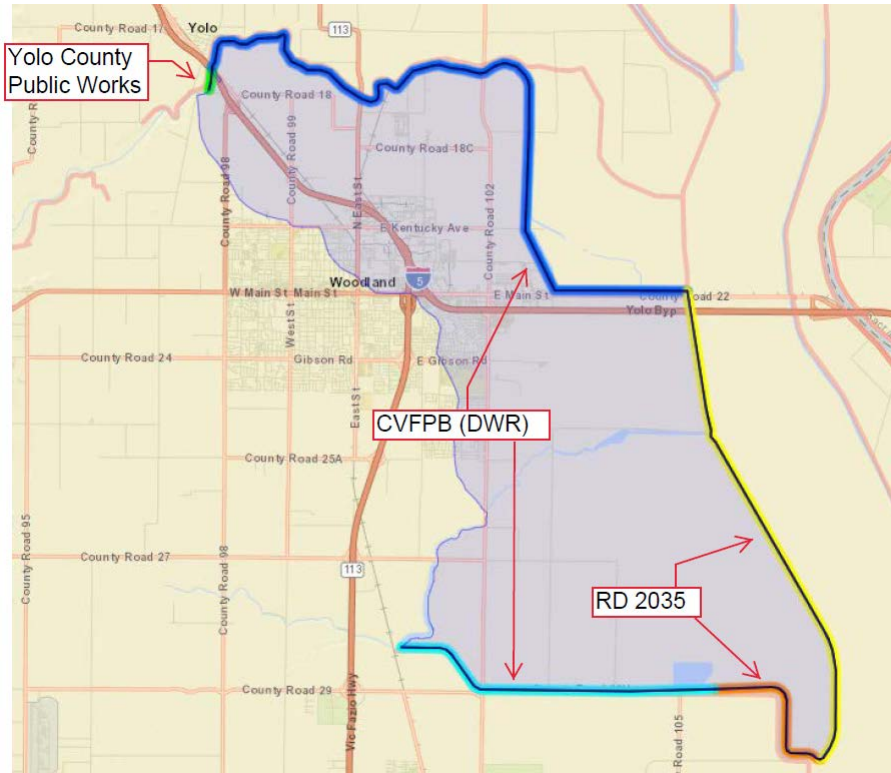 Yolo
County Road 17
113
Yolo County
Public Works
County Road 18
County Road 99
County Road 18C
County Road 98
N East St
County Road 102
E Kentucky Ave
Woodland
5
W Main St Main St
E Main St
County Road 22
Yolo Byp
West St
County Road 24
Gibson Rd
E Gibson Rd
East St
CVFPB (DWR)
County Road 25A
County Road 95
County Road 98
County Road 27
113
RD 2035
County Road 29
Vic Fazio Hwy
Road 105